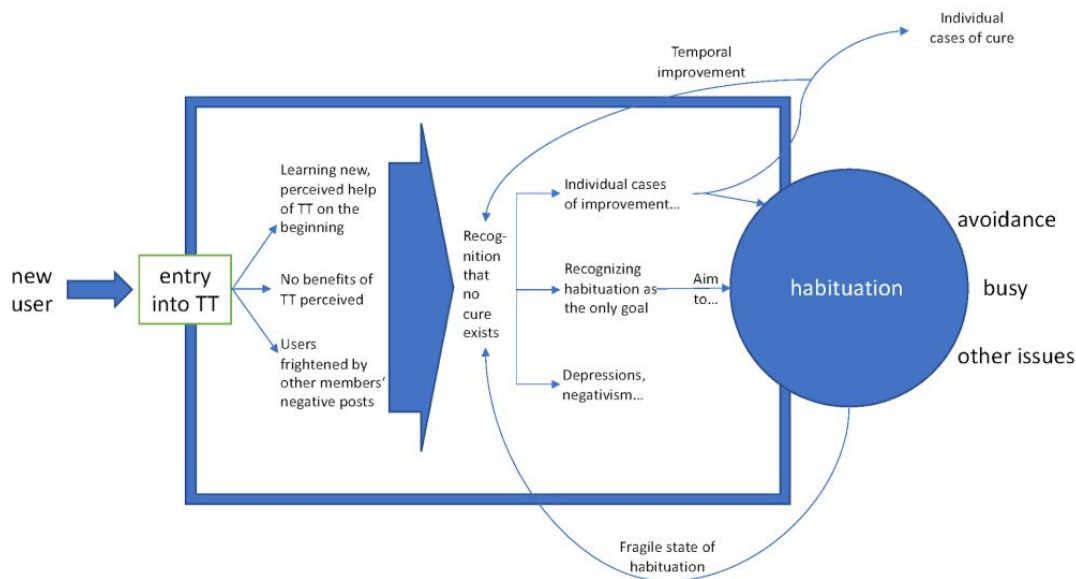 Individual
cases of cure
Temporal
improvement
new
user
entry
into TT
Learning new,
perceived help
of TT on the
beginning
No benefits of
TT perceived
Users
frightened by
other members‘
negative posts
Recog-
nition
that
no
cure
exists
Individual cases
of improvement...
Recognizing
habituation as
the only goal
Depressions,
negativism...
Aim
to...
habituation
avoidance
busy
other issues
Fragile state of
habituation